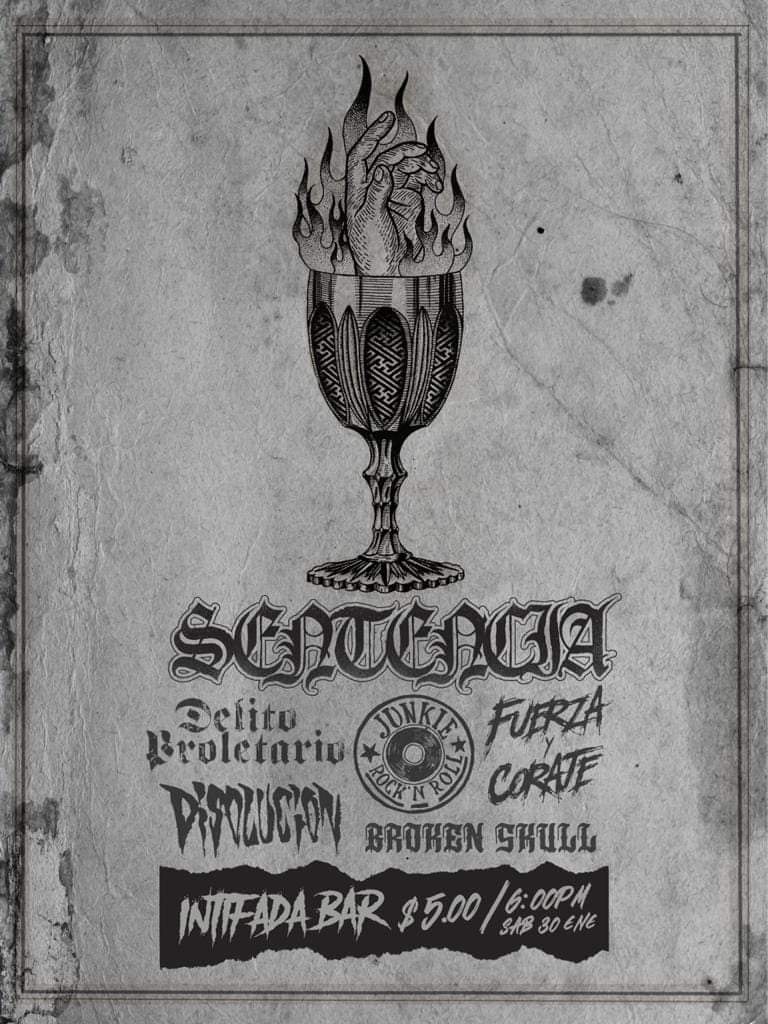 SENTENCIA
Delito
Proletario
JUNKIE
ROCK'N ROLL
FUERZA
Y
CORAJE
DiSOLUCION
BROKEN SKULL
INTIFADA BAR $5.00 / 6:00PM
SAB 30 ENE